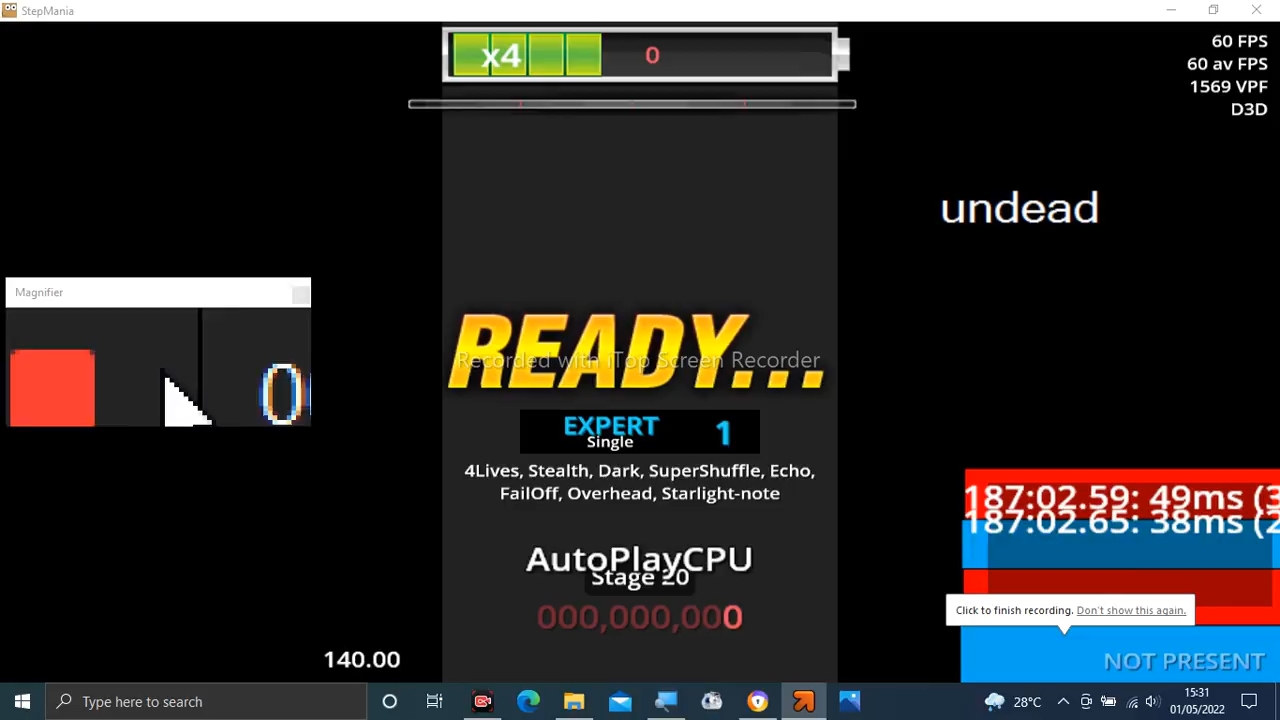 StepMania
x4
0
60 FPS
60 av FPS
1569 VPF
D3D
undead
Magnifier
0
READY...
Recorded with iTop Screen Recorder
EXPERT 1
Single
4Lives, Stealth, Dark, SuperShuffle, Echo,
FailOff, Overhead, Starlight-note
187:02.59: 49ms (3
187:02.65: 38ms (2
AutoPlayCPU
Stage 20
000,000,000
Click to finish recording. Don't show this again.
140.00
NOT PRESENT
Type here to search
28°C
15:31
01/05/2022